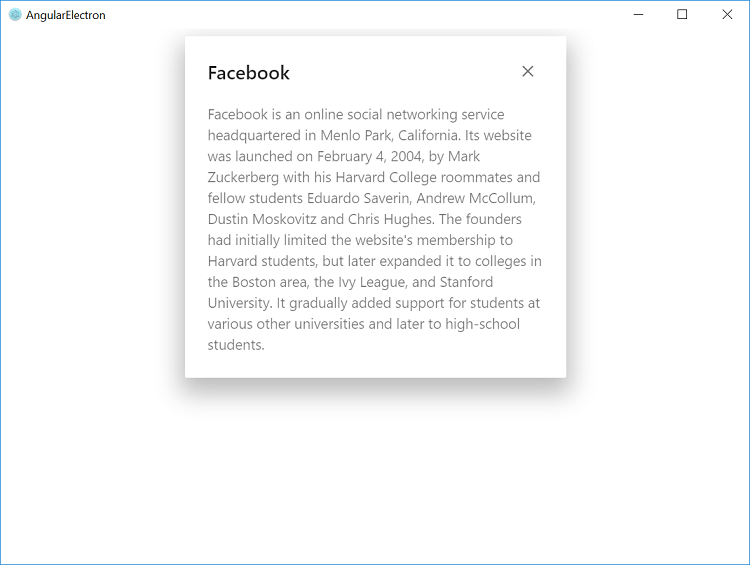 AngularElectron
Facebook
Facebook is an online social networking service
headquartered in Menlo Park, California. Its website
was launched on February 4, 2004, by Mark
Zuckerberg with his Harvard College roommates and
fellow students Eduardo Saverin, Andrew McCollum,
Dustin Moskovitz and Chris Hughes. The founders
had initially limited the website's membership to
Harvard students, but later expanded it to colleges in
the Boston area, the Ivy League, and Stanford
University. It gradually added support for students at
various other universities and later to high-school
students.